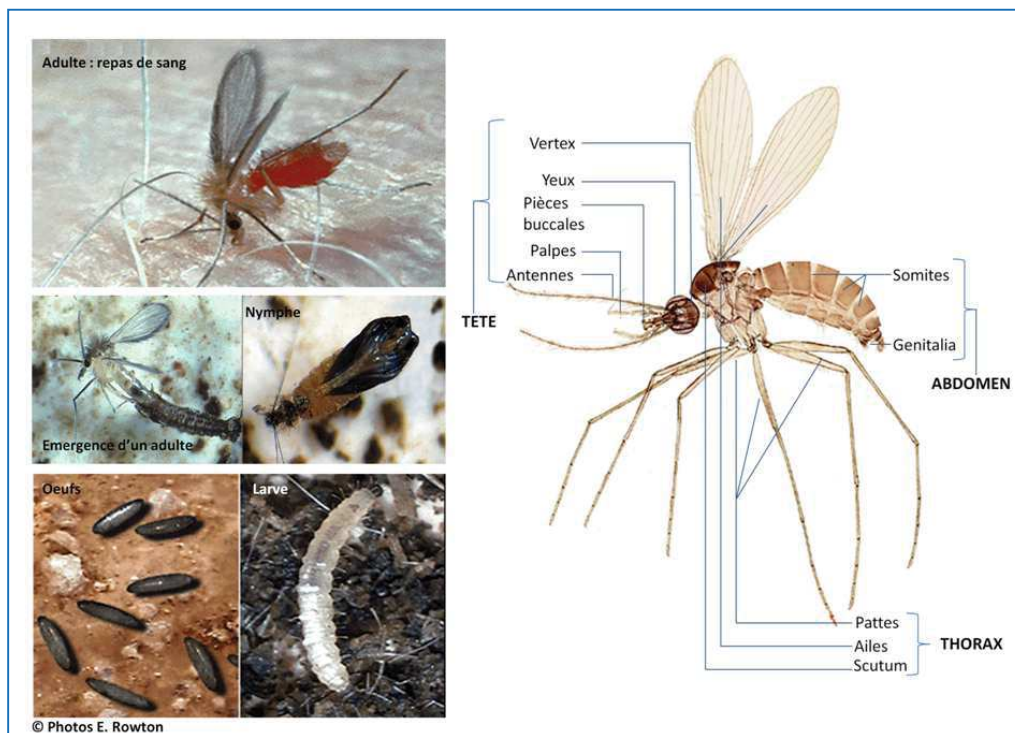 Adulte : repas de sang
Emergence d'un adulte
Nymphe
Oeufs
Larve
© Photos E. Rowton
Vertex
Yeux
Pièces
buccales
Palpes
Antennes
TETE
Somites
Genitalia
ABDOMEN
Pattes
Ailes
Scutum
THORAX